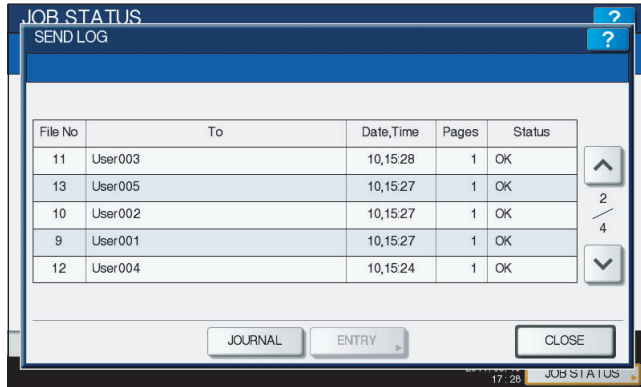 JOB STATUS ?
SEND LOG ?
File No To Date,Time Pages Status
11 User003 10,15:28 1 OK
13 User005 10,15:27 1 OK
10 User002 10,15:27 1 OK
9 User001 10,15:27 1 OK
12 User004 10,15:24 1 OK
2
4
JOURNAL ENTRY CLOSE
17:28 JOB STATUS